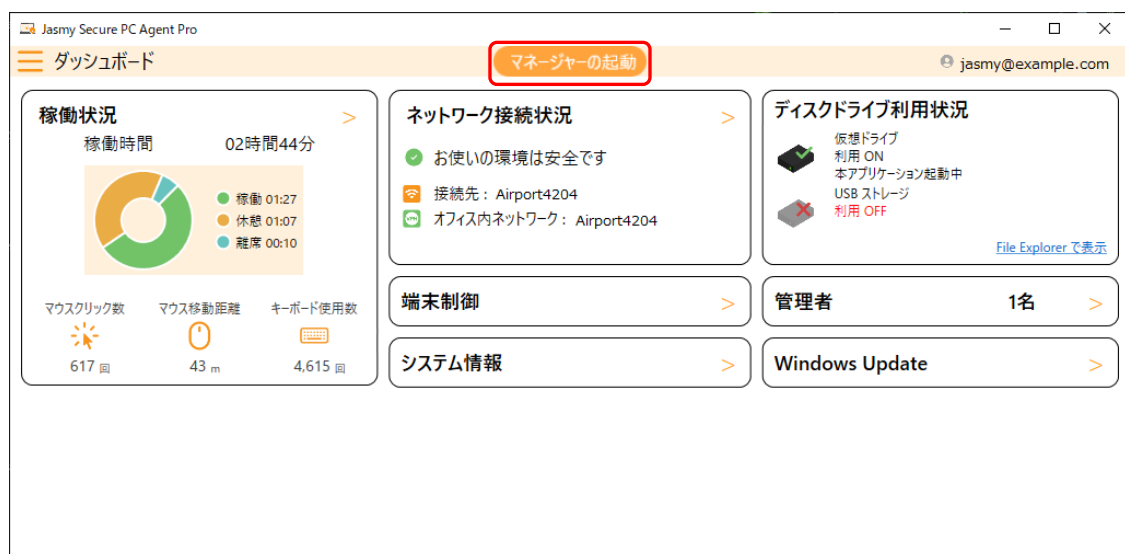 Jasmy Secure PC Agent Pro
ダッシュボード
マネージャーの起動
jasmy@example.com
稼働状況 >
稼働時間 02時間44分
稼働 01:27
休憩 01:07
離席 00:10
マウスクリック数 マウス移動距離 キーボード使用数
617 回 43 m 4,615 回
ネットワーク接続状況 >
お使いの環境は安全です
接続先： Airport4204
オフィス内ネットワーク： Airport4204
ディスクドライブ利用状況
仮想ドライブ
利用 ON
本アプリケーション起動中
USB ストレージ
利用 OFF
File Explorer で表示
端末制御 >
管理者 1名 >
システム情報 >
Windows Update >